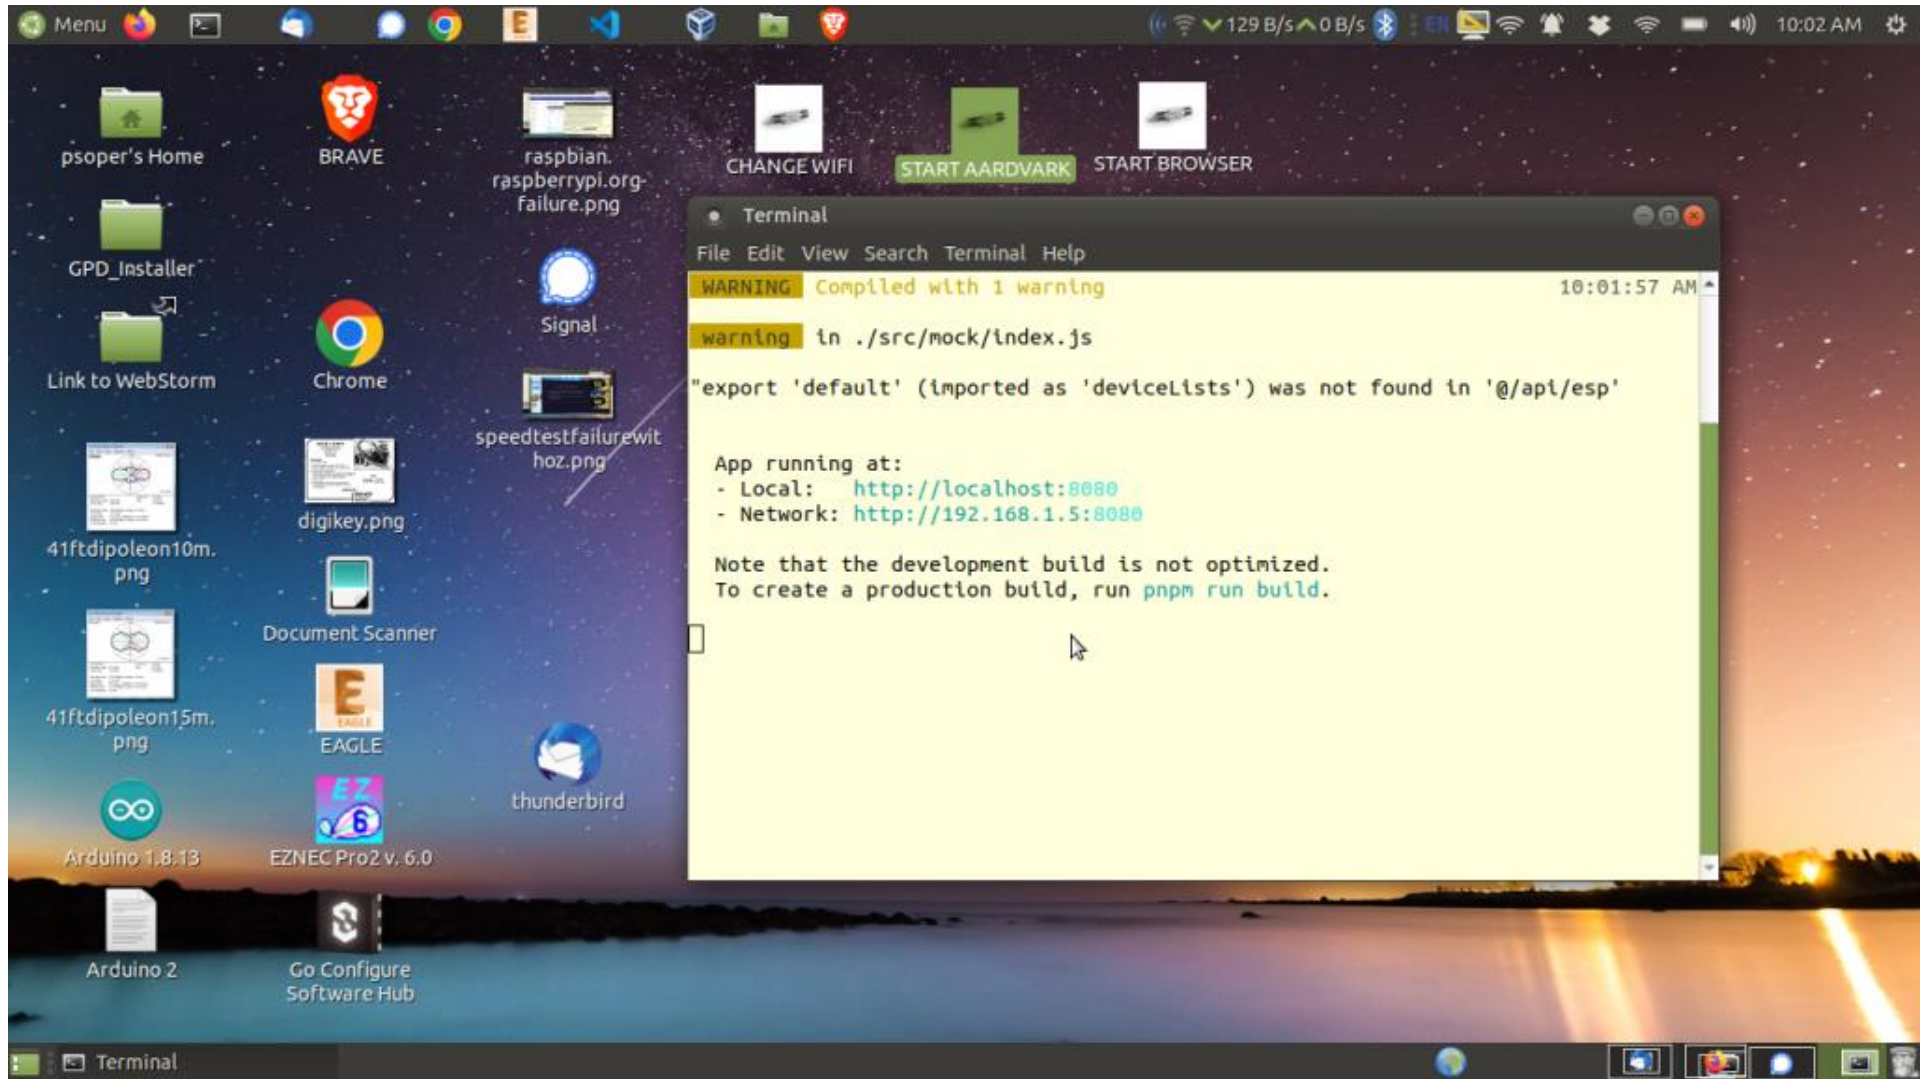 Menu
E
129 B/s 0 B/s
10:02 AM
psoper's Home
BRAVE
raspbian.
raspberrypi.org-
failure.png
CHANGE WIFI
START AARDVARK
START BROWSER
GPD_Installer
Signal
Link to WebStorm
Chrome
speedtestfailurewit
hoz.png
Terminal
File Edit View Search Terminal Help
WARNING Compiled with 1 warning 10:01:57 AM
warning in ./src/mock/index.js
"export 'default' (imported as 'deviceLists') was not found in '@/api/esp'
App running at:
- Local: http://localhost:8080
- Network: http://192.168.1.5:8080
Note that the development build is not optimized.
To create a production build, run pnpm run build.
41ftdipoleon10m.
png
digikey.png
Document Scanner
41ftdipoleon15m.
png
E
EAGLE
EAGLE
thunderbird
Arduino 1.8.13
EZ
6
EZNEC Pro2 v. 6.0
Arduino 2
Go Configure
Software Hub
Terminal